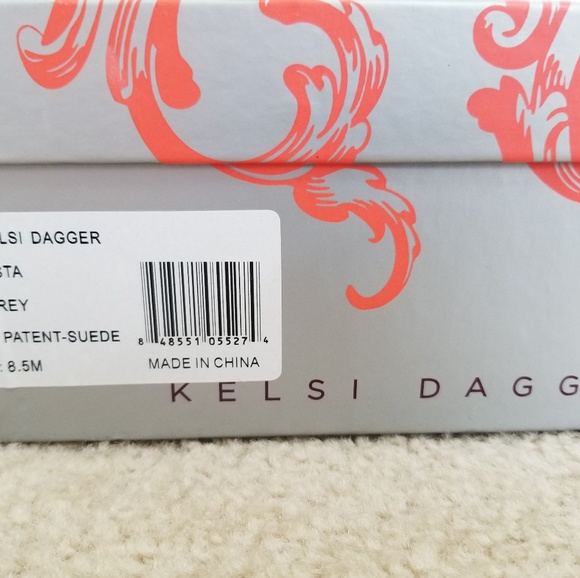 LSI DAGGER
STA
REY
PATENT-SUEDE
: 8.5M
8 48551 05527 4
MADE IN CHINA
KELSI DAGG